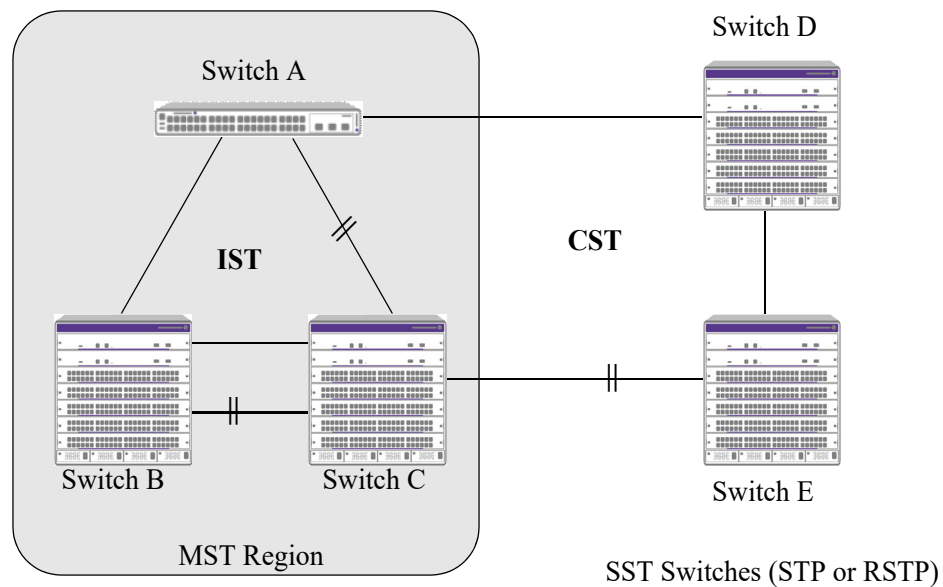 Switch D
Switch A
IST
CST
Switch B
Switch C
Switch E
MST Region
SST Switches (STP or RSTP)